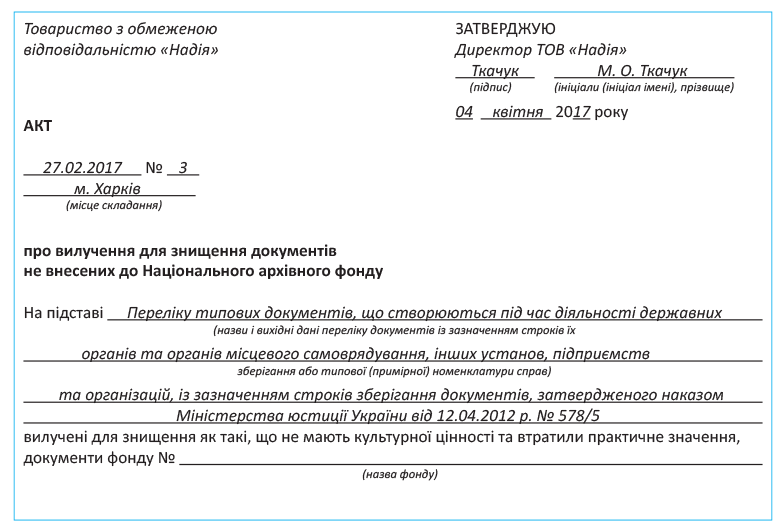 Товариство з обмеженою
відповідальністю «Надія»
ЗАТВЕРДЖУЮ
Директор ТОВ «Надія»
Ткачук М. О. Ткачук
(підпис) (ініціали (ініціал імені), прізвище)
04 квітня 2017 року
АКТ
27.02.2017 № 3
м. Харків
(місце складання)
про вилучення для знищення документів
не внесених до Національного архівного фонду
На підставі Переліку типових документів, що створюються під час діяльності державних
(назви і вихідні дані переліку документів із зазначенням строків їх
органів та органів місцевого самоврядування, інших установ, підприємств
зберігання або типової (примірної) номенклатури справ)
та організацій, із зазначенням строків зберігання документів, затвердженого наказом
Міністерства юстиції України від 12.04.2012 р. № 578/5
вилучені для знищення як такі, що не мають культурної цінності та втратили практичне значення,
документи фонду №
(назва фонду)